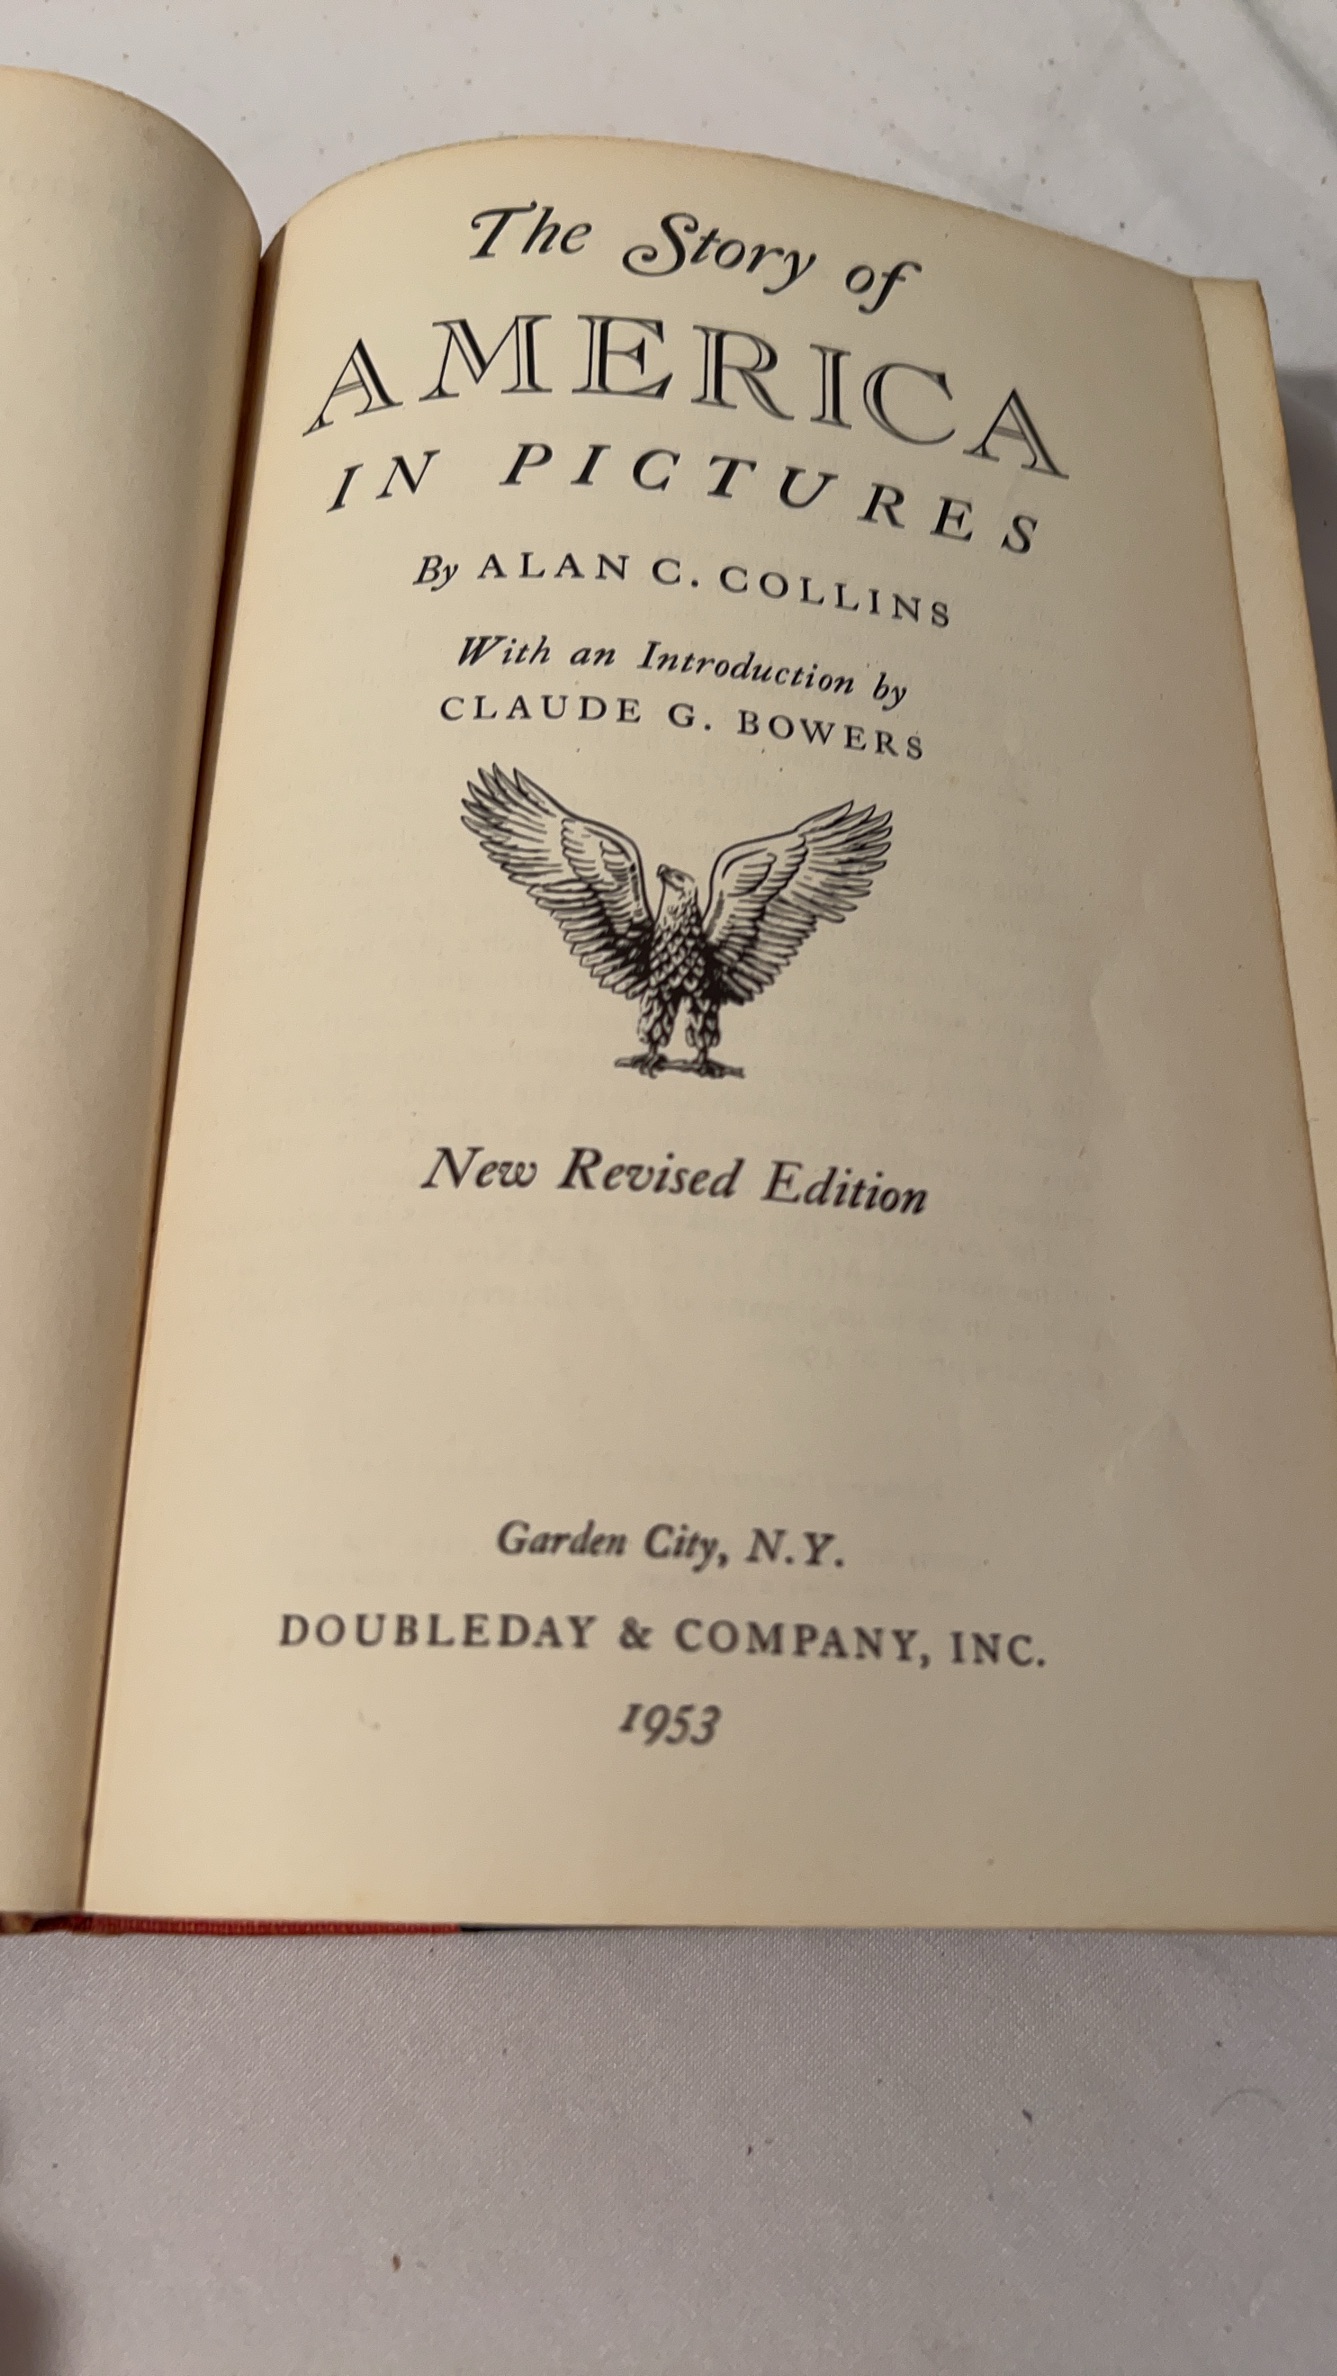 The Story of
AMERICA
IN PICTURES
By ALAN C. COLLINS
With an Introduction by
CLAUDE G. BOWERS
New Revised Edition
Garden City, N.Y.
DOUBLEDAY & COMPANY, INC.
1953